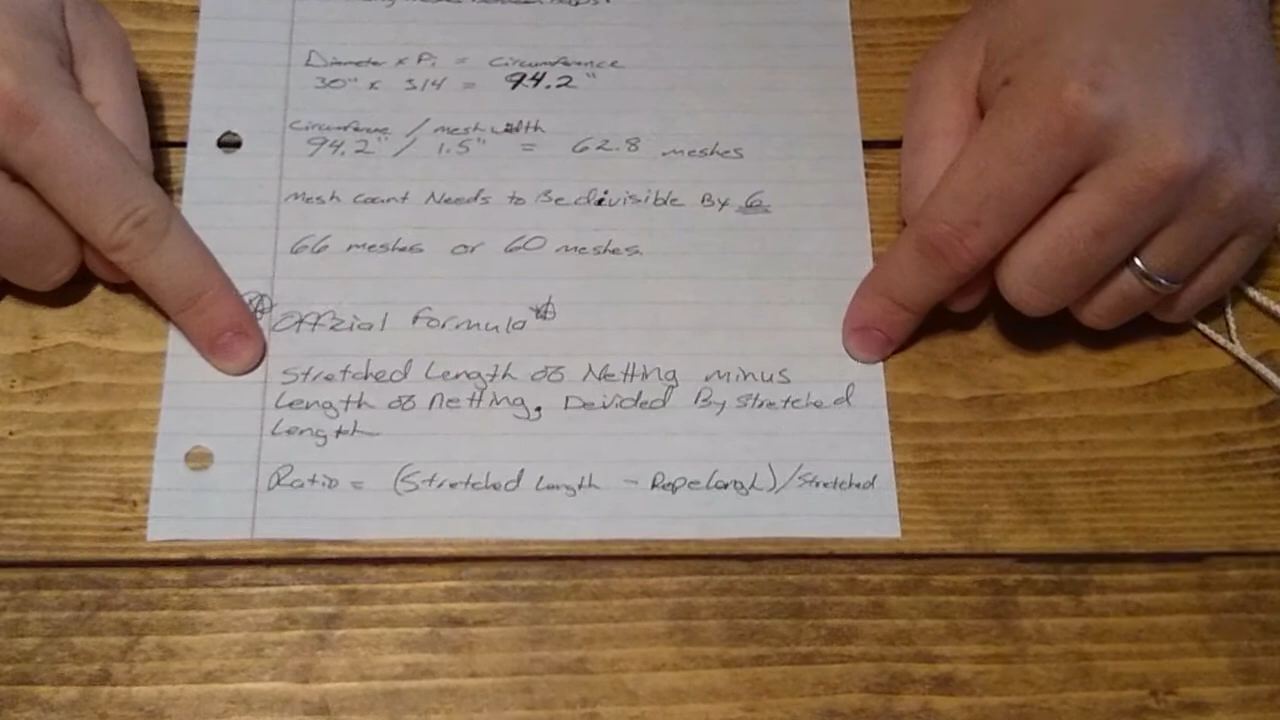 Diameter x Pi = Circumference
30" x 3.14 = 94.2"
Circumference / mesh width
94.2" / 1.5" = 62.8 meshes
Mesh count Needs to Be divisible By 6
66 meshes or 60 meshes.
Offzial formula
Stretched Length of Netting minus
Length of netting, Devided By Stretched
Length
Ratio = (Stretched Length - Rope Length) / Stretched